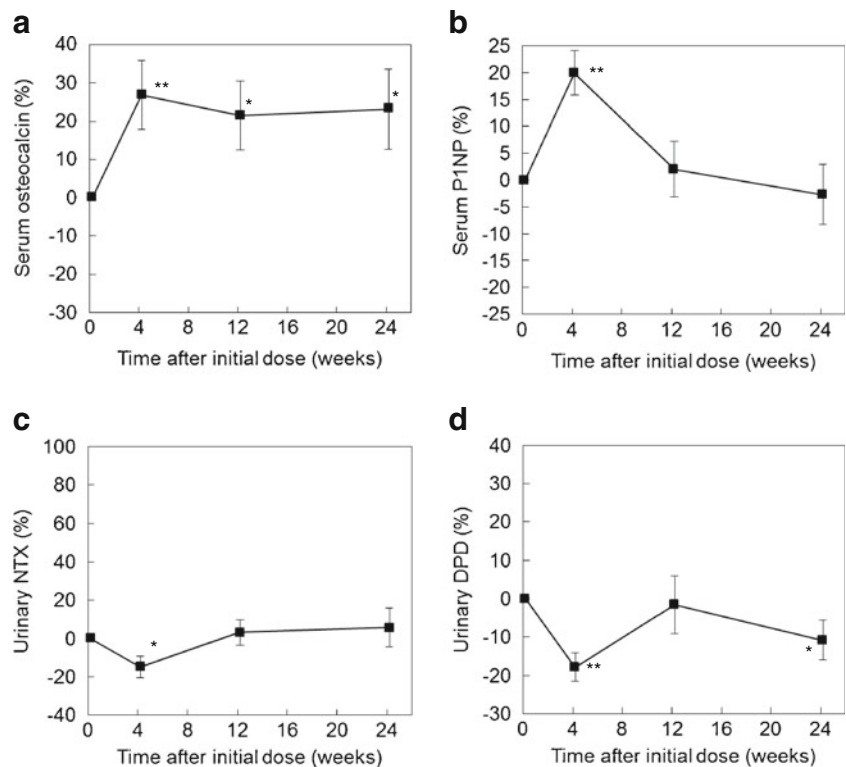 a
Serum osteocalcin (%)
40
30
20
10
0
-10
-20
-30
**
*
*
0 4 8 12 16 20 24
Time after initial dose (weeks)
b
Serum P1NP (%)
25
20
15
10
5
0
-5
-10
-15
-20
-25
**
0 4 8 12 16 20 24
Time after initial dose (weeks)
c
Urinary NTX (%)
100
80
60
40
20
0
-20
-40
*
0 4 8 12 16 20 24
Time after initial dose (weeks)
d
Urinary DPD (%)
40
30
20
10
0
-10
-20
-30
**
*
0 4 8 12 16 20 24
Time after initial dose (weeks)